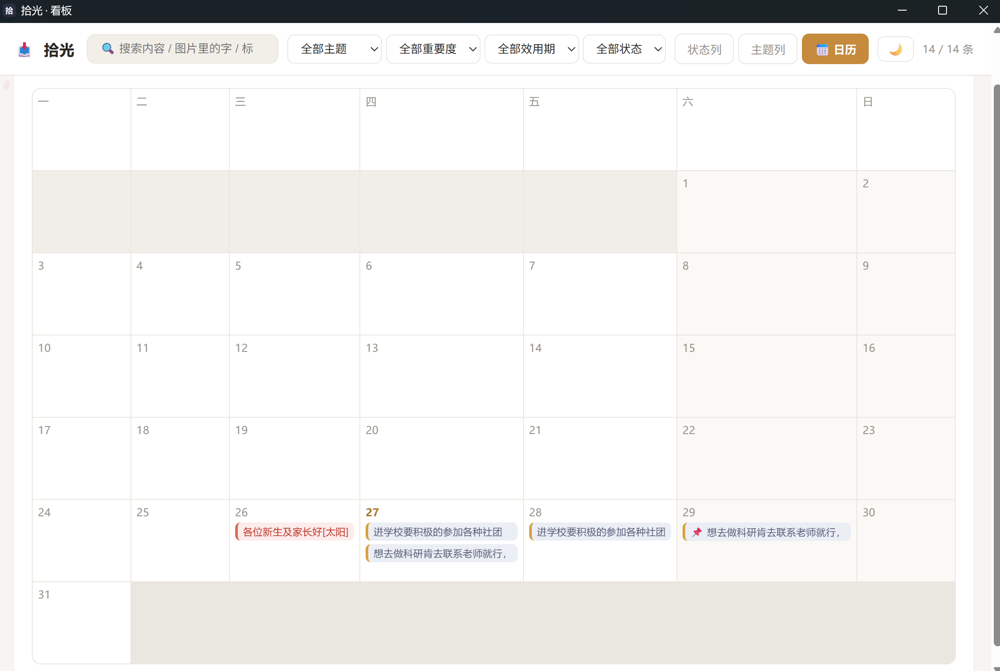 拾 拾光 · 看板
拾光 搜索内容 / 图片里的字 / 标 全部主题 全部重要度 全部效用期 全部状态 状态列 主题列 日历 14 / 14 条
一 二 三 四 五 六 日
1 2
3 4 5 6 7 8 9
10 11 12 13 14 15 16
17 18 19 20 21 22 23
24 25 26 27 28 29 30
各位新生及家长好[太阳] 进学校要积极的参加各种社团 进学校要积极的参加各种社团 想去做科研肯去联系老师就行，
想去做科研肯去联系老师就行，
31